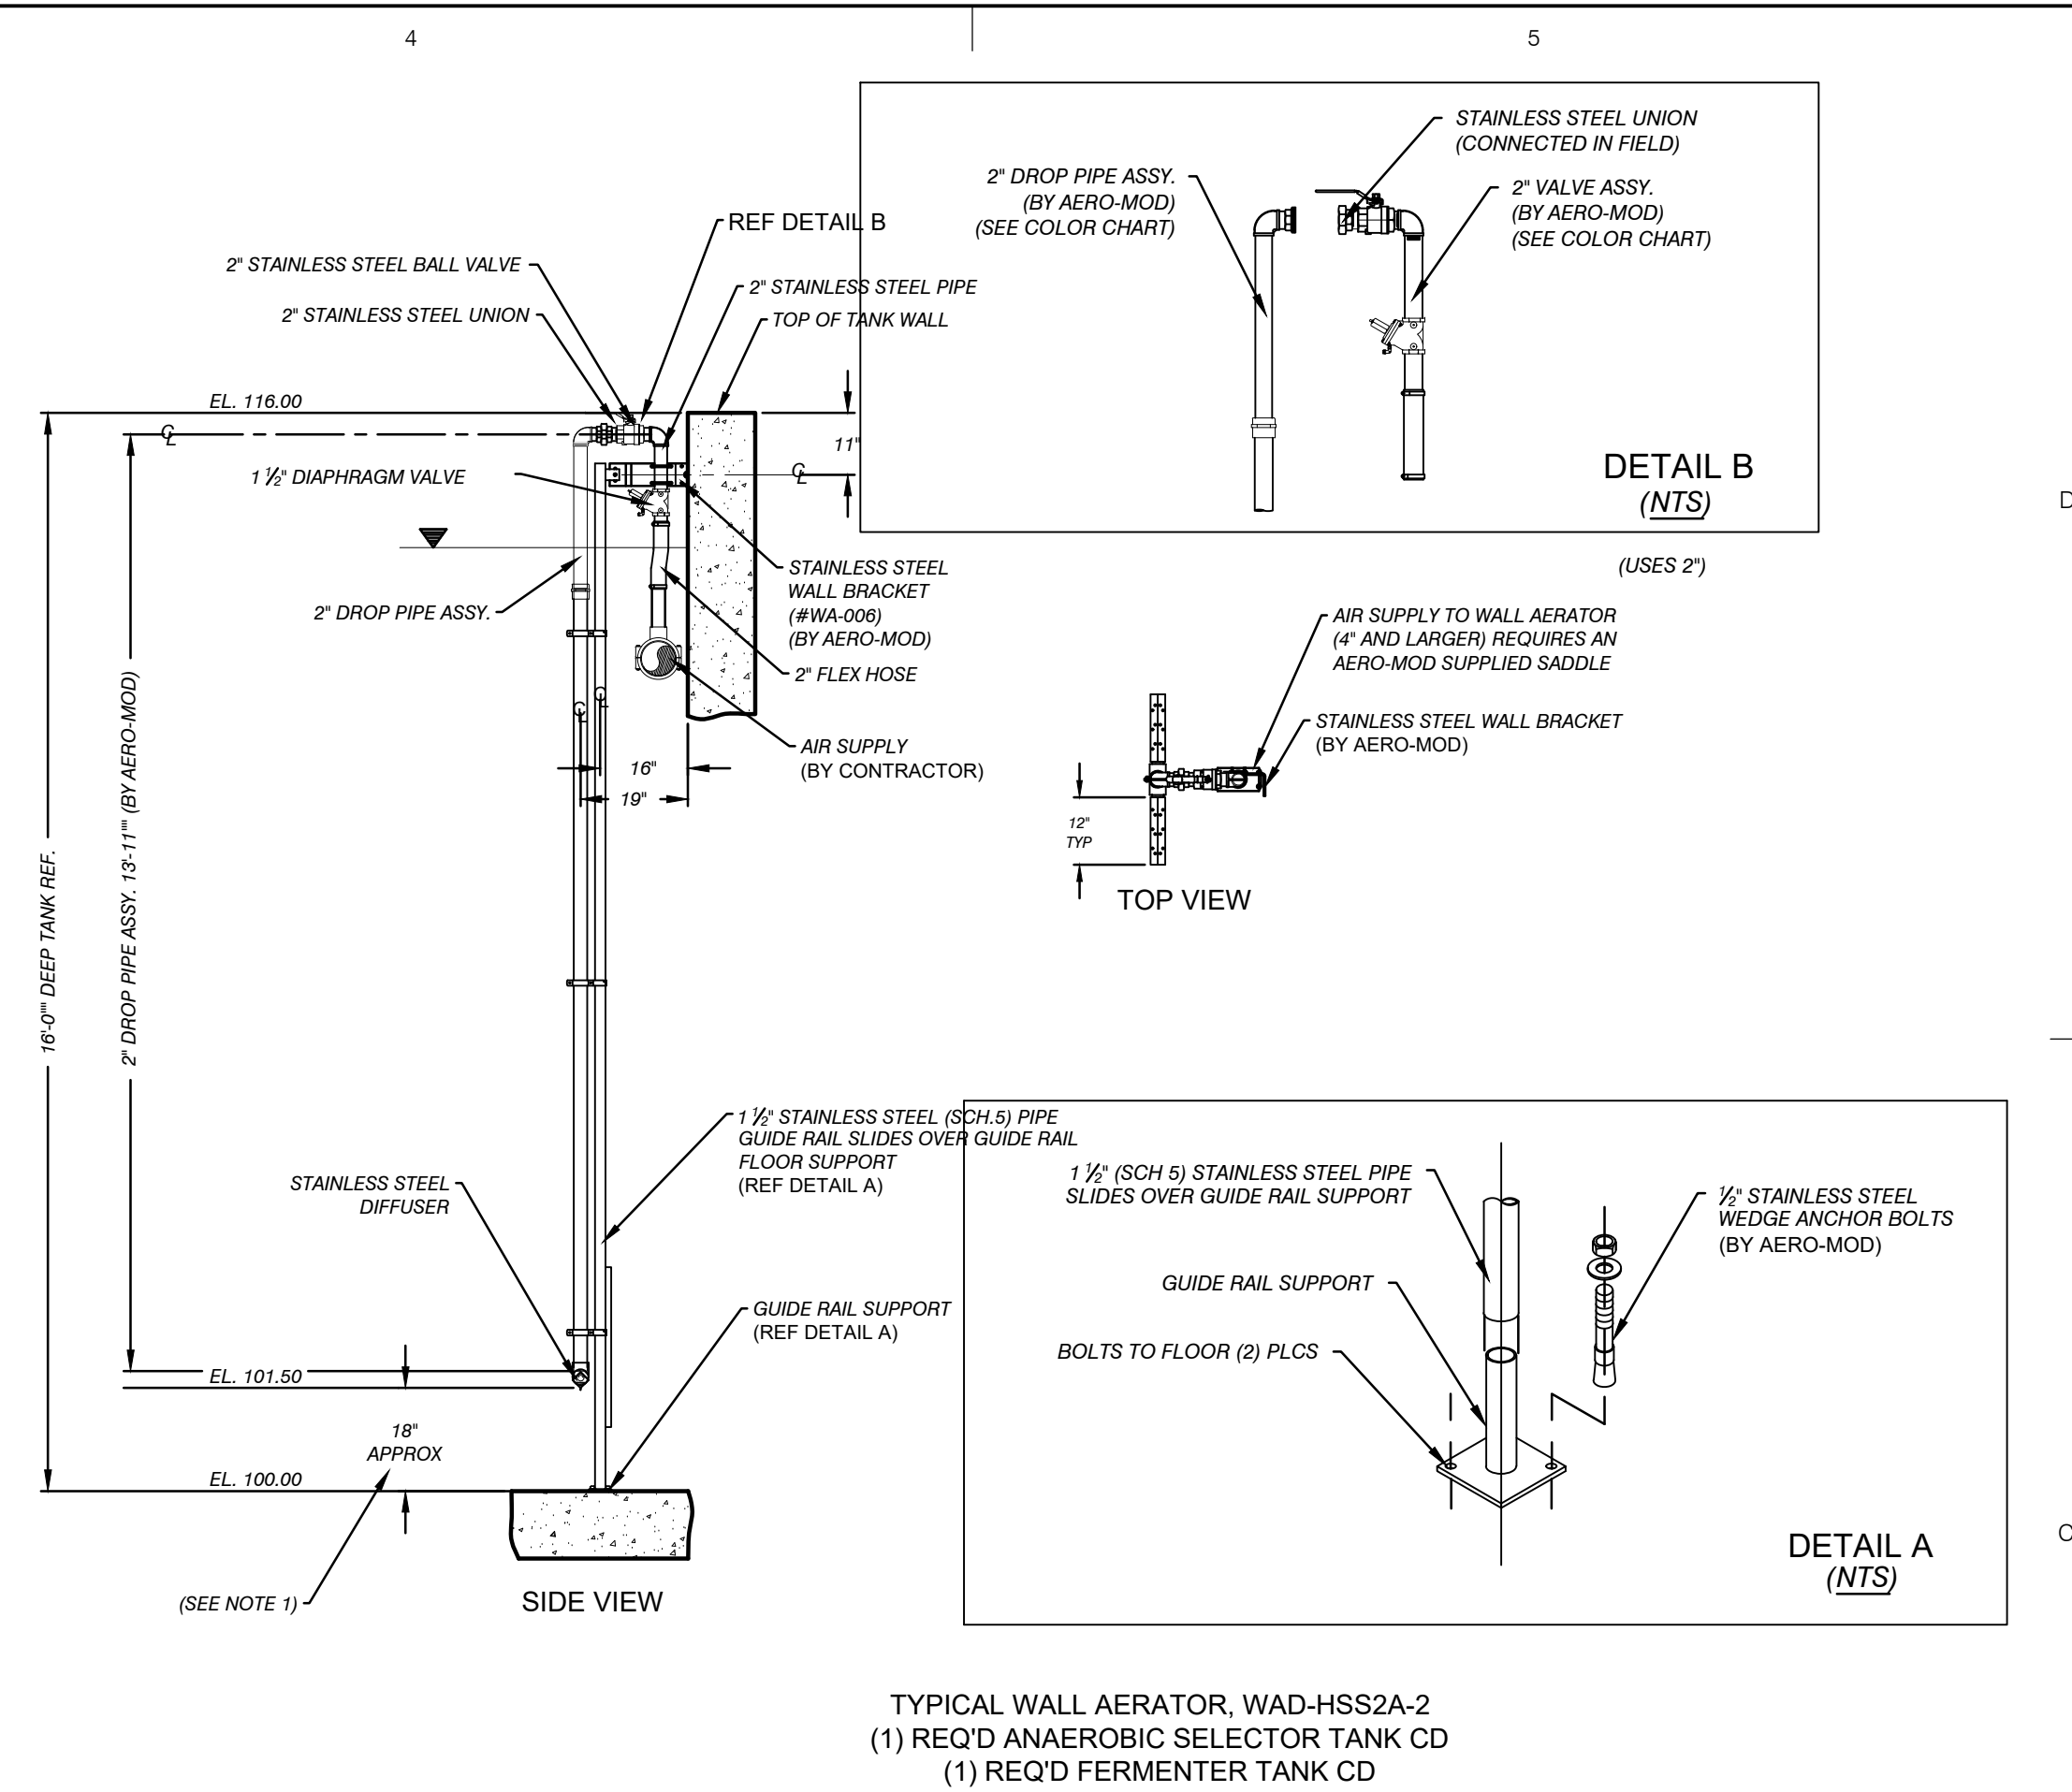 4
5
STAINLESS STEEL UNION
(CONNECTED IN FIELD)
2" DROP PIPE ASSY.
(BY AERO-MOD)
(SEE COLOR CHART)
2" VALVE ASSY.
(BY AERO-MOD)
(SEE COLOR CHART)
DETAIL B
(NTS)
D
REF DETAIL B
2" STAINLESS STEEL BALL VALVE
2" STAINLESS STEEL PIPE
2" STAINLESS STEEL UNION
TOP OF TANK WALL
EL. 116.00
11"
1 ½" DIAPHRAGM VALVE
STAINLESS STEEL
WALL BRACKET
(#WA-006)
(BY AERO-MOD)
2" DROP PIPE ASSY.
2" FLEX HOSE
AIR SUPPLY
(BY CONTRACTOR)
16"
19"
16'-0"" DEEP TANK REF.
2" DROP PIPE ASSY. 13'-11"" (BY AERO-MOD)
(USES 2")
AIR SUPPLY TO WALL AERATOR
(4" AND LARGER) REQUIRES AN
AERO-MOD SUPPLIED SADDLE
STAINLESS STEEL WALL BRACKET
(BY AERO-MOD)
12"
TYP
TOP VIEW
1 ½" STAINLESS STEEL (SCH.5) PIPE
GUIDE RAIL SLIDES OVER GUIDE RAIL
FLOOR SUPPORT
(REF DETAIL A)
STAINLESS STEEL
DIFFUSER
GUIDE RAIL SUPPORT
(REF DETAIL A)
EL. 101.50
18"
APPROX
EL. 100.00
(SEE NOTE 1)
SIDE VIEW
1 ½" (SCH 5) STAINLESS STEEL PIPE
SLIDES OVER GUIDE RAIL SUPPORT
½" STAINLESS STEEL
WEDGE ANCHOR BOLTS
(BY AERO-MOD)
GUIDE RAIL SUPPORT
BOLTS TO FLOOR (2) PLCS
DETAIL A
(NTS)
C
TYPICAL WALL AERATOR, WAD-HSS2A-2
(1) REQ'D ANAEROBIC SELECTOR TANK CD
(1) REQ'D FERMENTER TANK CD